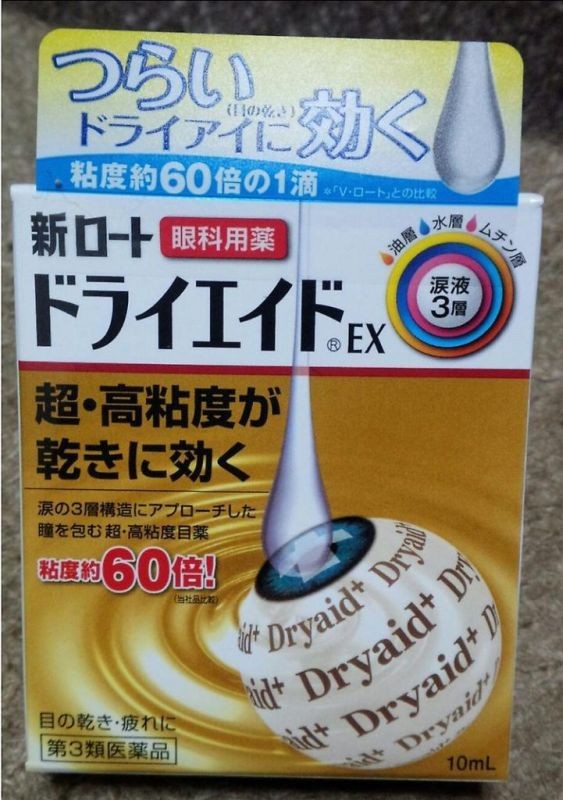 つらい
(目の乾き)
ドライアイに効く
粘度約60倍の1滴
※「V・ロート」との比較
新ロート 眼科用薬
ドライエイド® EX
油層 水層 ムチン層
涙液
3層
超・高粘度が
乾きに効く
涙の3層構造にアプローチした
瞳を包む 超・高粘度目薬
粘度約60倍!
(当社品比較)
Dryaid+
aid+ Dryaid+
aid+ Dryaid+
aid+ Dryaid+
Dryaid+
目の乾き・疲れに
第3類医薬品
10mL